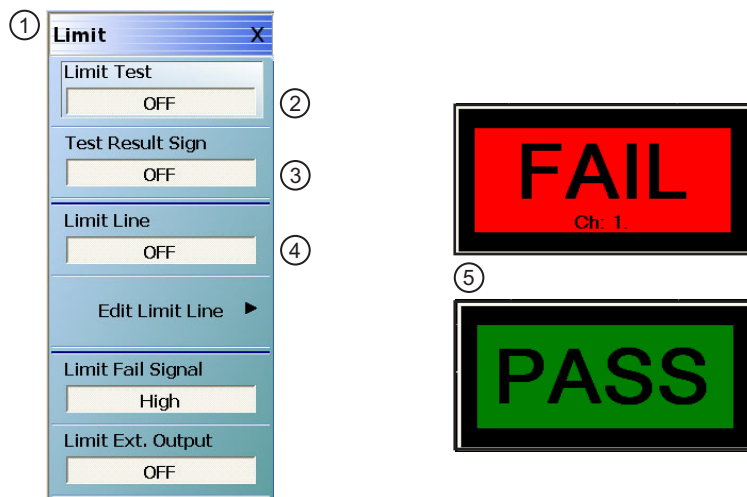 1
Limit X
Limit Test
OFF
2
Test Result Sign
OFF
3
Limit Line
OFF
4
Edit Limit Line
Limit Fail Signal
High
Limit Ext. Output
OFF
FAIL
Ch: 1.
5
PASS